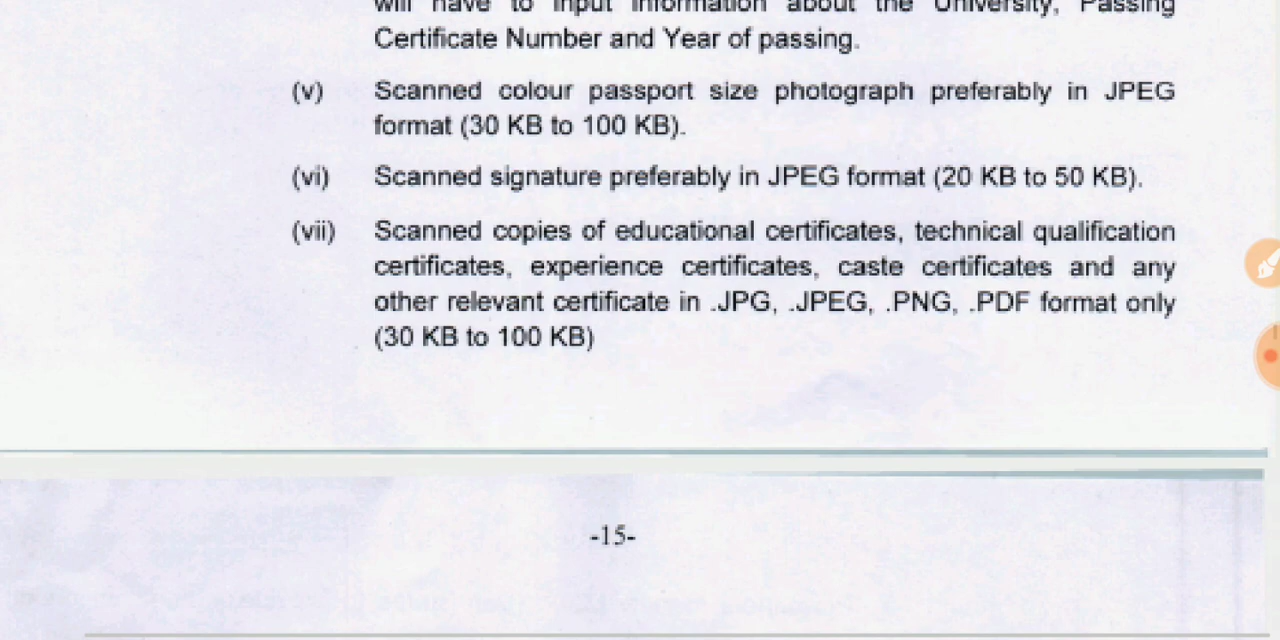 will have to input information about the University, Passing
Certificate Number and Year of passing.
(v) Scanned colour passport size photograph preferably in JPEG
format (30 KB to 100 KB).
(vi) Scanned signature preferably in JPEG format (20 KB to 50 KB).
(vii) Scanned copies of educational certificates, technical qualification
certificates, experience certificates, caste certificates and any
other relevant certificate in .JPG, .JPEG, .PNG, .PDF format only
(30 KB to 100 KB)
-15-